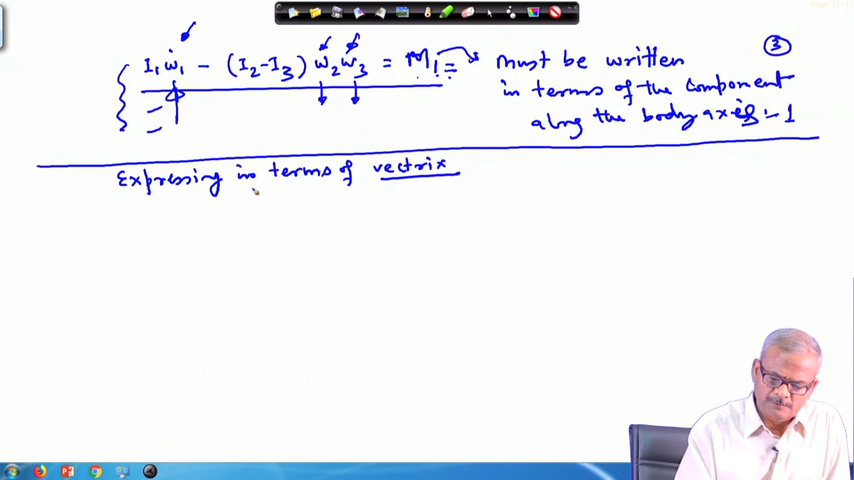 ③
I₁ω̇₁ − (I₂−I₃) ω₂ω₃ = M₁ = must be written
in terms of the component
along the body axis - 1
Expressing in terms of vectrix